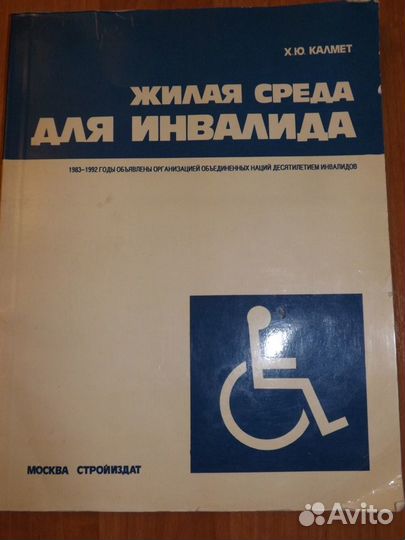 Х.Ю. КАЛМЕТ
ЖИЛАЯ СРЕДА
ДЛЯ ИНВАЛИДА
1983–1992 ГОДЫ ОБЪЯВЛЕНЫ ОРГАНИЗАЦИЕЙ ОБЪЕДИНЕННЫХ НАЦИЙ ДЕСЯТИЛЕТИЕМ ИНВАЛИДОВ
МОСКВА СТРОЙИЗДАТ
Avito